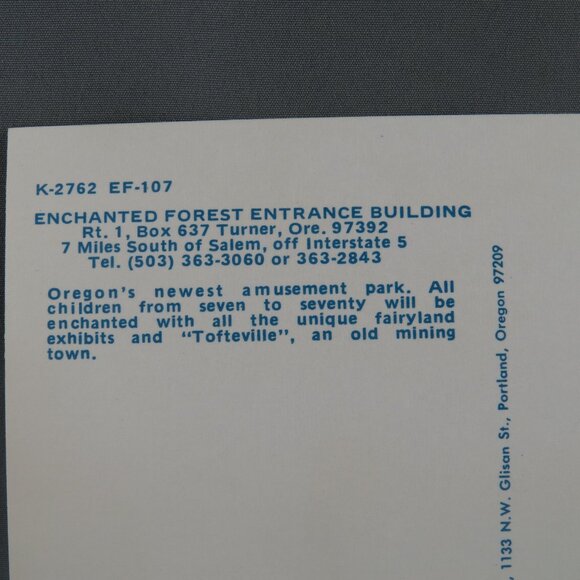 K-2762 EF-107
ENCHANTED FOREST ENTRANCE BUILDING
Rt. 1, Box 637 Turner, Ore. 97392
7 Miles South of Salem, off Interstate 5
Tel. (503) 363-3060 or 363-2843
Oregon's newest amusement park. All
children from seven to seventy will be
enchanted with all the unique fairyland
exhibits and "Tofteville", an old mining
town.
, 1133 N.W. Glisan St., Portland, Oregon 97209